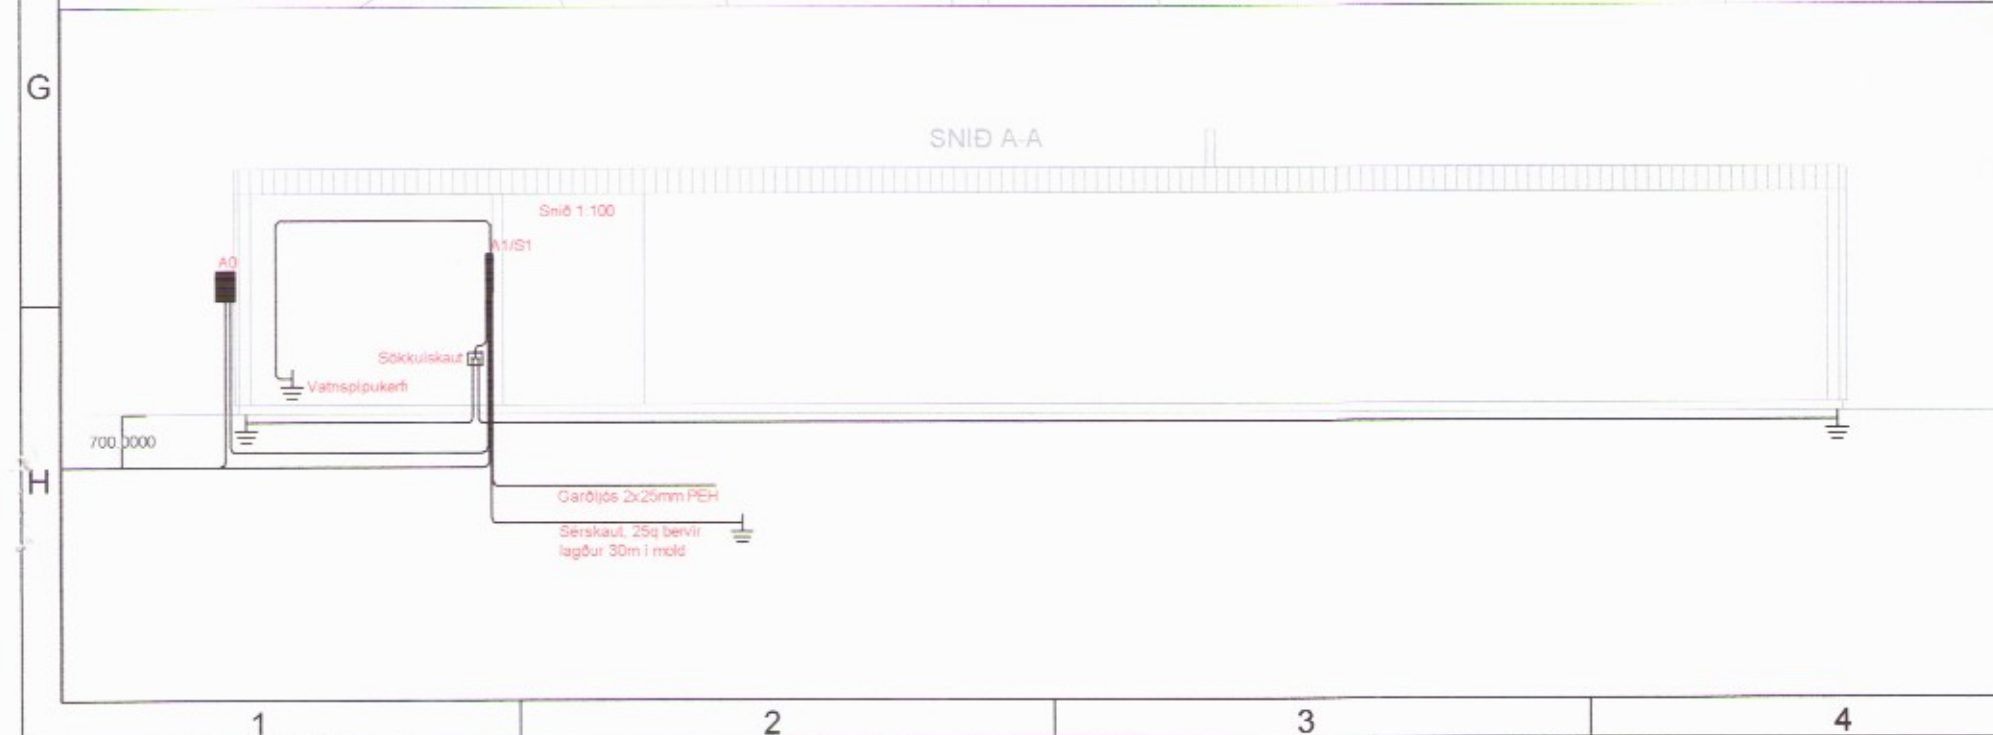 G
SNIÐ A-A
Snið 1:100
A1/S1
A0
Sökkulskaut
Vatnspípukerfi
700.0000
H
Garðljós 2x25mm PEH
Sérskaut, 25q bervír
lagður 30m í mold
1
2
3
4